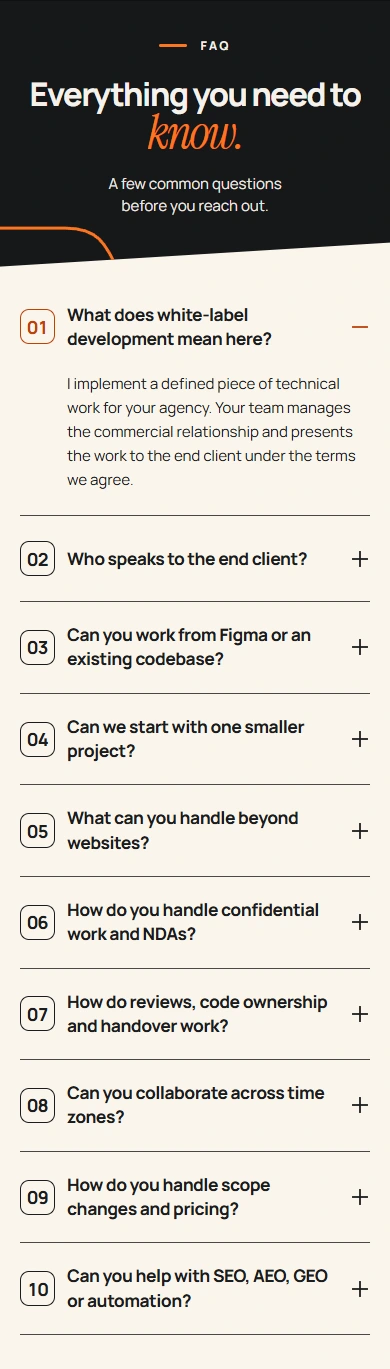 FAQ
Everything you need to
know.
A few common questions
before you reach out.
01
What does white-label
development mean here?
I implement a defined piece of technical
work for your agency. Your team manages
the commercial relationship and presents
the work to the end client under the terms
we agree.
02
Who speaks to the end client?
03
Can you work from Figma or an
existing codebase?
04
Can we start with one smaller
project?
05
What can you handle beyond
websites?
06
How do you handle confidential
work and NDAs?
07
How do reviews, code ownership
and handover work?
08
Can you collaborate across time
zones?
09
How do you handle scope
changes and pricing?
10
Can you help with SEO, AEO, GEO
or automation?